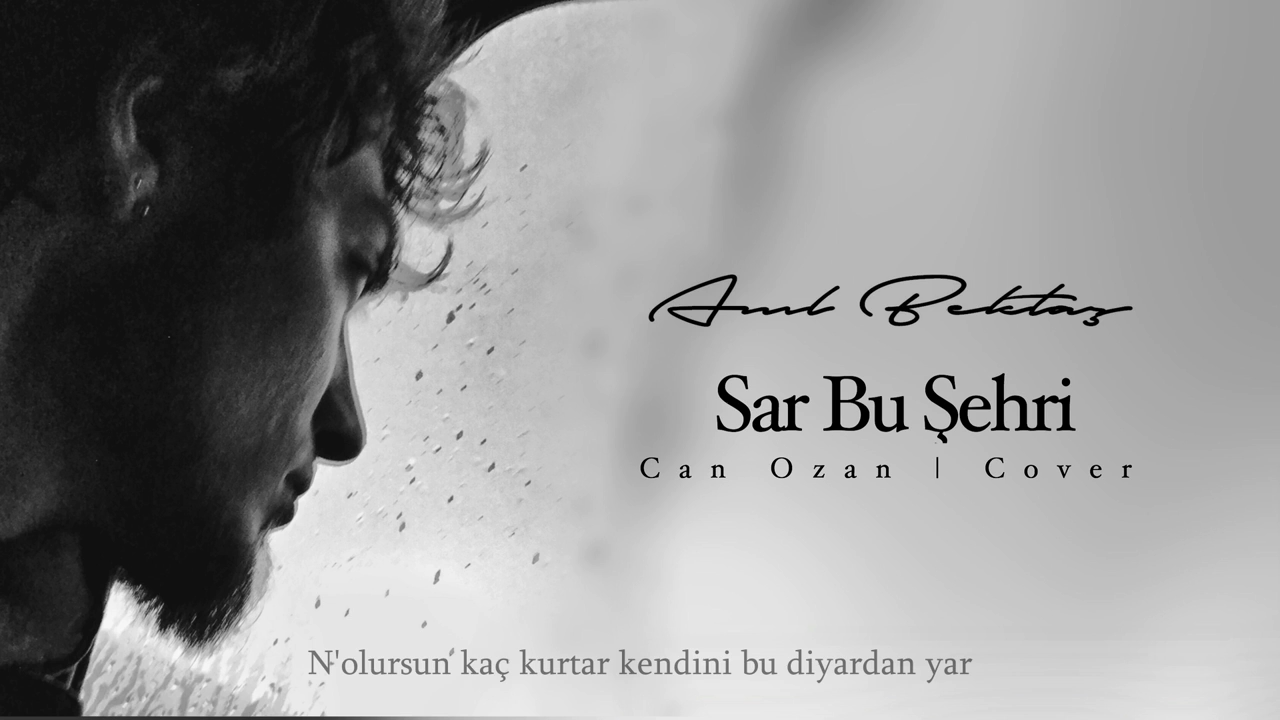 Anıl Bektaş
Sar Bu Şehri
Can Ozan | Cover
N'olursun kaç kurtar kendini bu diyardan yar